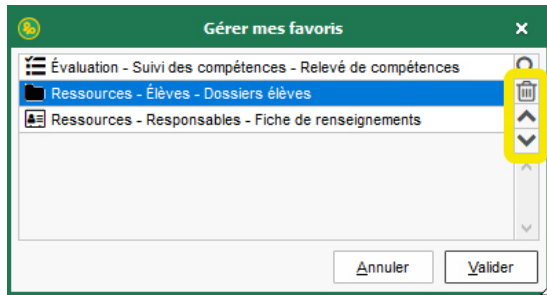 Gérer mes favoris
Évaluation - Suivi des compétences - Relevé de compétences
Ressources - Élèves - Dossiers élèves
Ressources - Responsables - Fiche de renseignements
Annuler Valider